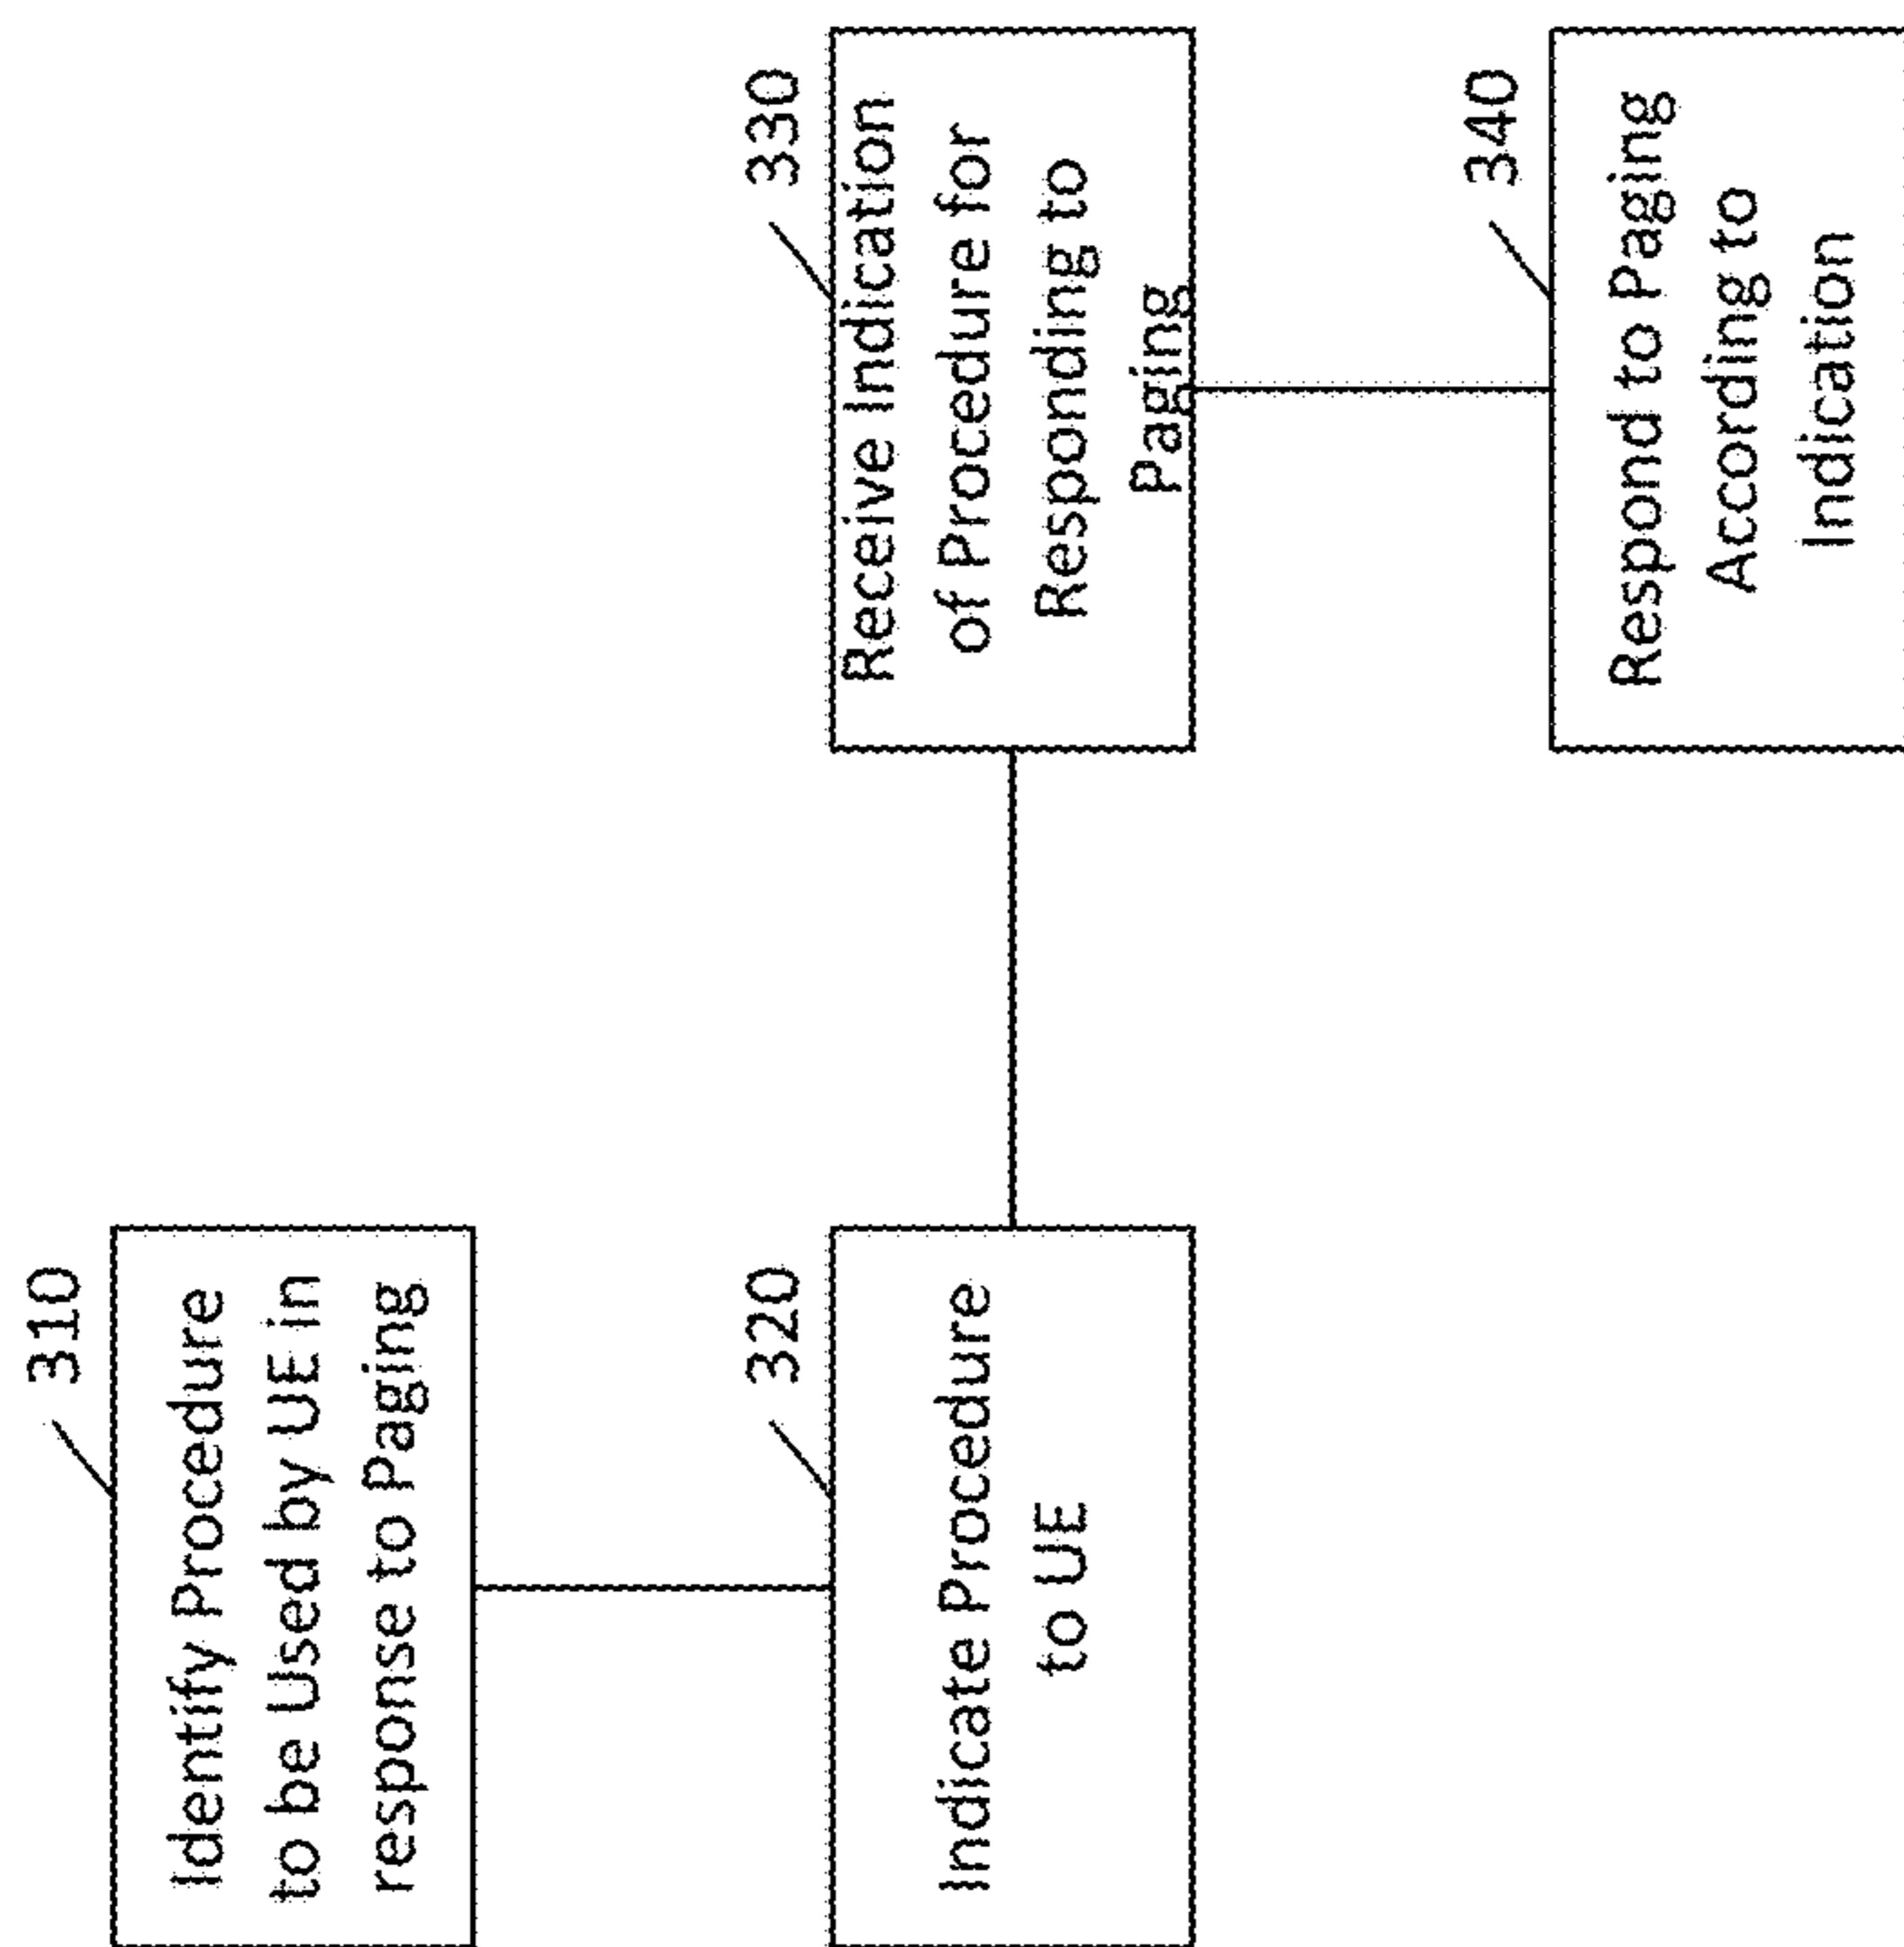 310
Identify Procedure
to be Used by UE in
response to Paging
320
Indicate Procedure
to UE
330
Receive Indication
of Procedure for
Responding to
Paging
340
Respond to Paging
According to
Indication